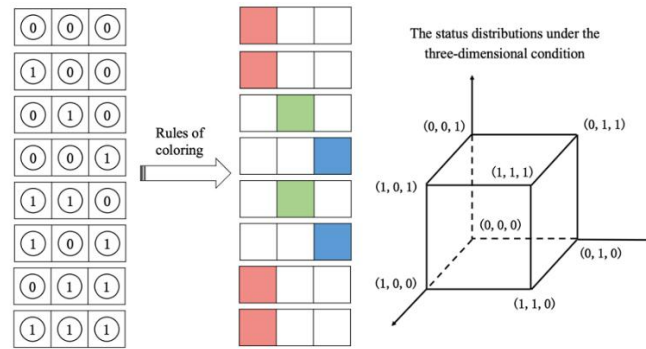 The status distributions under the
three-dimensional condition
0 0 0
1 0 0
0 1 0
0 0 1
1 1 0
1 0 1
0 1 1
1 1 1
Rules of
coloring
(0, 0, 1)
(0, 1, 1)
(1, 0, 1)
(1, 1, 1)
(0, 0, 0)
(0, 1, 0)
(1, 0, 0)
(1, 1, 0)